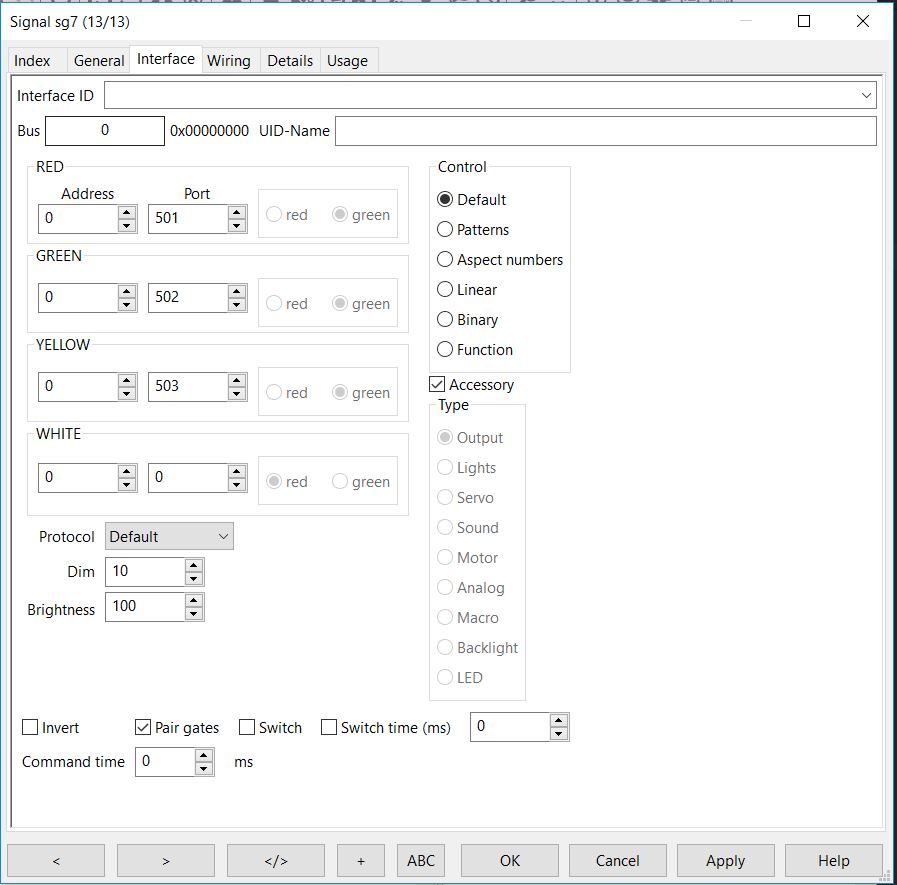 Signal sg7 (13/13)
Index General Interface Wiring Details Usage
Interface ID
Bus 0 0x00000000 UID-Name
RED
Address Port
0 501 red green
GREEN
0 502 red green
YELLOW
0 503 red green
WHITE
0 0 red green
Protocol Default
Dim 10
Brightness 100
Control
Default
Patterns
Aspect numbers
Linear
Binary
Function
Accessory
Type
Output
Lights
Servo
Sound
Motor
Analog
Macro
Backlight
LED
Invert Pair gates Switch Switch time (ms) 0
Command time 0 ms
< > </> + ABC OK Cancel Apply Help